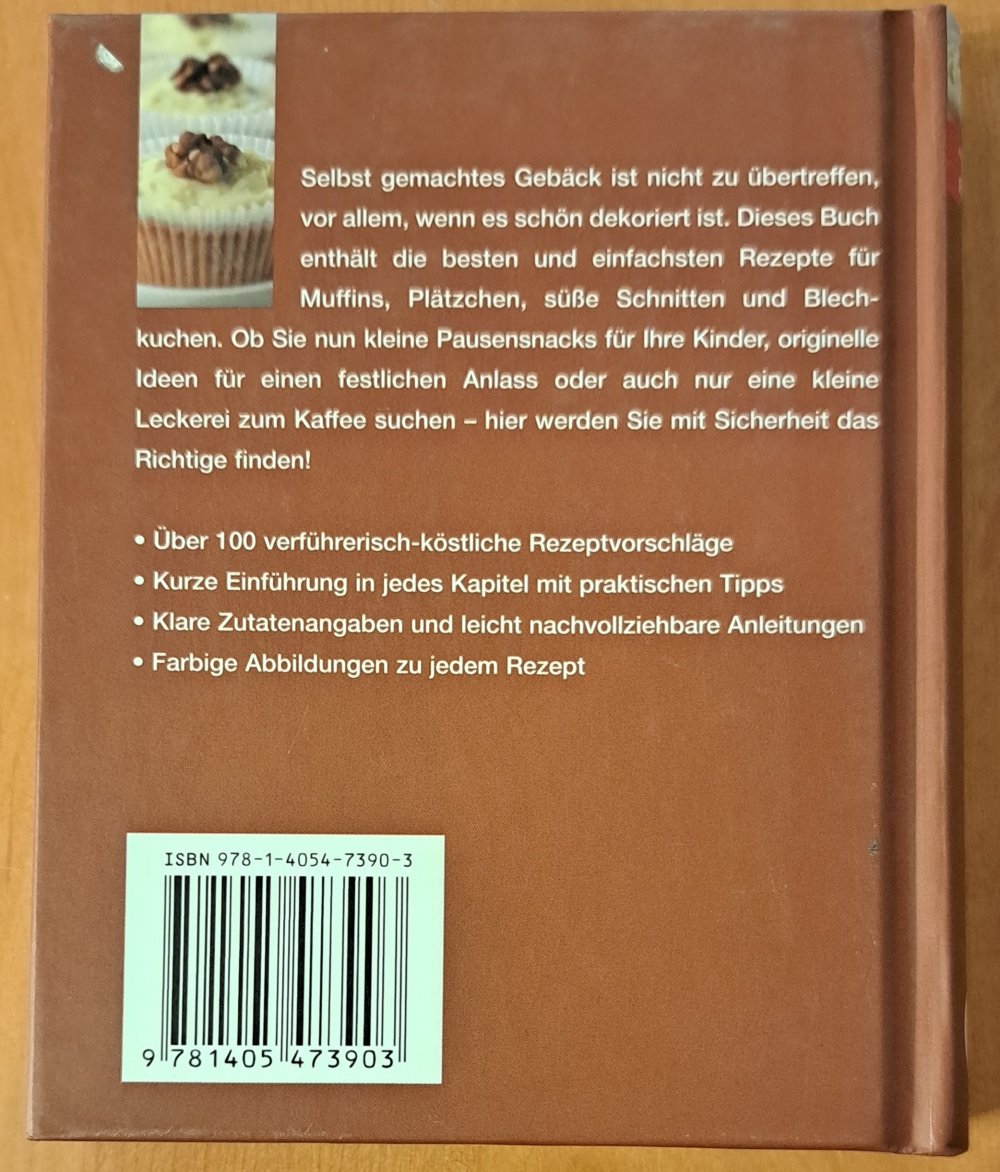 Selbst gemachtes Gebäck ist nicht zu übertreffen,
vor allem, wenn es schön dekoriert ist. Dieses Buch
enthält die besten und einfachsten Rezepte für
Muffins, Plätzchen, süße Schnitten und Blech-
kuchen. Ob Sie nun kleine Pausensnacks für Ihre Kinder, originelle
Ideen für einen festlichen Anlass oder auch nur eine kleine
Leckerei zum Kaffee suchen – hier werden Sie mit Sicherheit das
Richtige finden!
• Über 100 verführerisch-köstliche Rezeptvorschläge
• Kurze Einführung in jedes Kapitel mit praktischen Tipps
• Klare Zutatenangaben und leicht nachvollziehbare Anleitungen
• Farbige Abbildungen zu jedem Rezept
ISBN 978-1-4054-7390-3
9 781405 473903